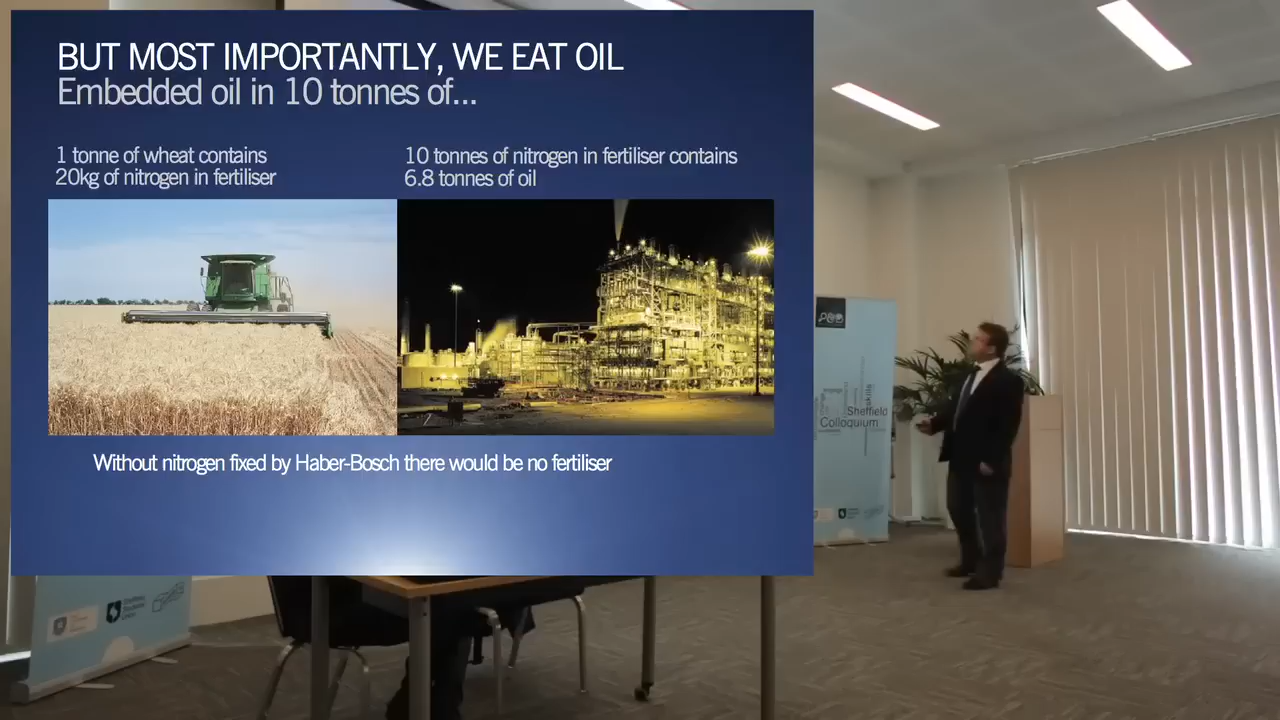 BUT MOST IMPORTANTLY, WE EAT OIL
Embedded oil in 10 tonnes of...
1 tonne of wheat contains
20kg of nitrogen in fertiliser
10 tonnes of nitrogen in fertiliser contains
6.8 tonnes of oil
Without nitrogen fixed by Haber-Bosch there would be no fertiliser
skills
Sheffield
Colloquium